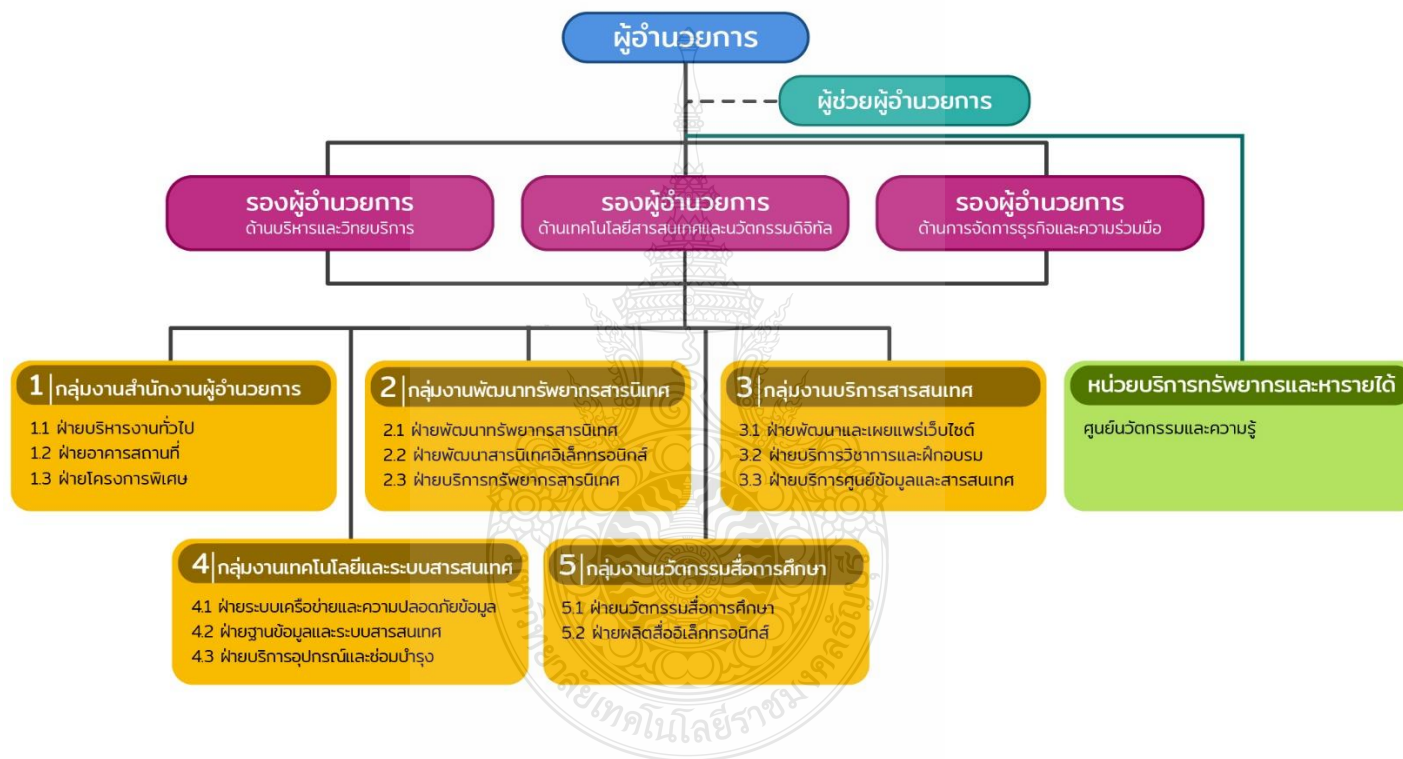 ผู้อำนวยการ
ผู้ช่วยผู้อำนวยการ
รองผู้อำนวยการ
ด้านบริหารและวิทยบริการ
รองผู้อำนวยการ
ด้านเทคโนโลยีสารสนเทศและนวัตกรรมดิจิทัล
รองผู้อำนวยการ
ด้านการจัดการธุรกิจและความร่วมมือ
1 กลุ่มงานสำนักงานผู้อำนวยการ
1.1 ฝ่ายบริหารงานทั่วไป
1.2 ฝ่ายอาคารสถานที่
1.3 ฝ่ายโครงการพิเศษ
2 กลุ่มงานพัฒนาทรัพยากรสารนิเทศ
2.1 ฝ่ายพัฒนาทรัพยากรสารนิเทศ
2.2 ฝ่ายพัฒนาสารนิเทศอิเล็กทรอนิกส์
2.3 ฝ่ายบริการทรัพยากรสารนิเทศ
3 กลุ่มงานบริการสารสนเทศ
3.1 ฝ่ายพัฒนาและเผยแพร่เว็บไซต์
3.2 ฝ่ายบริการวิชาการและฝึกอบรม
3.3 ฝ่ายบริการศูนย์ข้อมูลและสารสนเทศ
หน่วยบริการทรัพยากรและหารายได้
ศูนย์นวัตกรรมและความรู้
4 กลุ่มงานเทคโนโลยีและระบบสารสนเทศ
4.1 ฝ่ายระบบเครือข่ายและความปลอดภัยข้อมูล
4.2 ฝ่ายฐานข้อมูลและระบบสารสนเทศ
4.3 ฝ่ายบริการอุปกรณ์และซ่อมบำรุง
5 กลุ่มงานนวัตกรรมสื่อการศึกษา
5.1 ฝ่ายนวัตกรรมสื่อการศึกษา
5.2 ฝ่ายผลิตสื่ออิเล็กทรอนิกส์
มหาวิทยาลัยเทคโนโลยีราชมงคลธัญบุรี